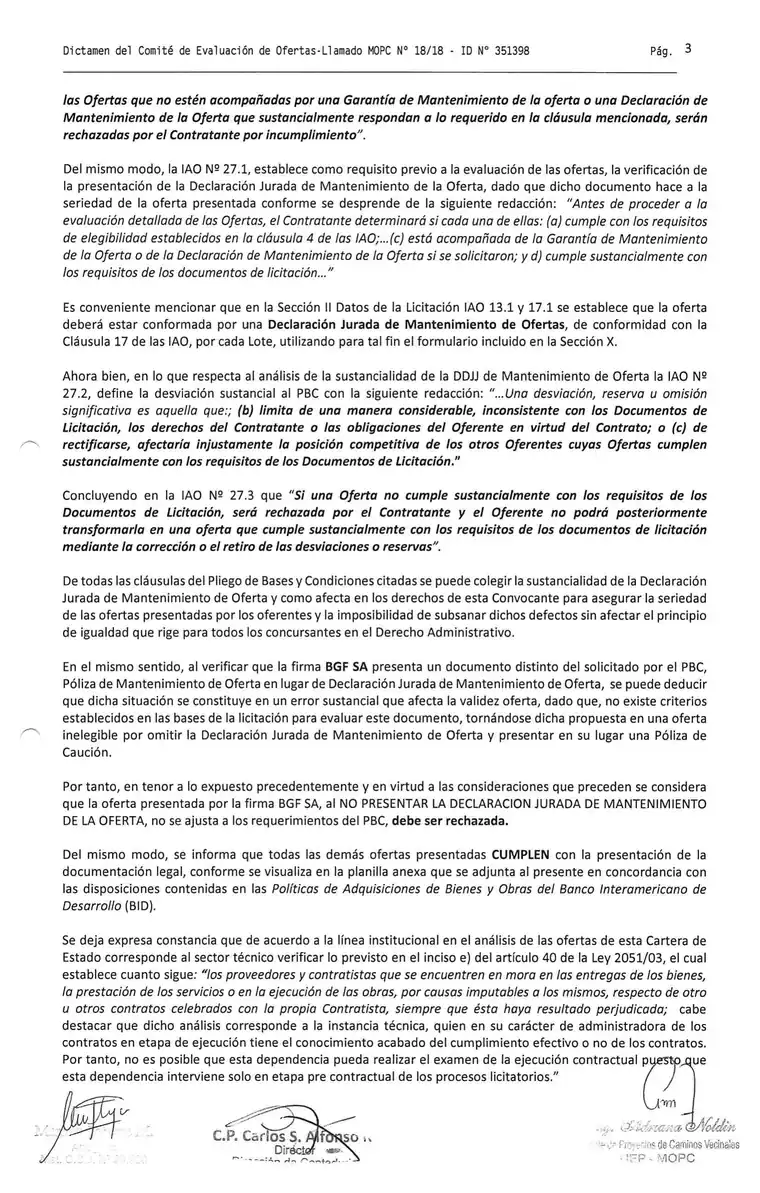 Dictamen del Comité de Evaluación de Ofertas-Llamado MOPC Nº 18/18 - ID N° 351398 Pág. 3
las Ofertas que no estén acompañadas por una Garantía de Mantenimiento de la oferta o una Declaración de
Mantenimiento de la Oferta que sustancialmente respondan a lo requerido en la cláusula mencionada, serán
rechazadas por el Contratante por incumplimiento".
Del mismo modo, la IAO Nº 27.1, establece como requisito previo a la evaluación de las ofertas, la verificación de
la presentación de la Declaración Jurada de Mantenimiento de la Oferta, dado que dicho documento hace a la
seriedad de la oferta presentada conforme se desprende de la siguiente redacción: "Antes de proceder a la
evaluación detallada de las Ofertas, el Contratante determinará si cada una de ellas: (a) cumple con los requisitos
de elegibilidad establecidos en la cláusula 4 de las IAO;...(c) está acompañada de la Garantía de Mantenimiento
de la Oferta o de la Declaración de Mantenimiento de la Oferta si se solicitaron; y d) cumple sustancialmente con
los requisitos de los documentos de licitación..."
Es conveniente mencionar que en la Sección II Datos de la Licitación IAO 13.1 y 17.1 se establece que la oferta
deberá estar conformada por una Declaración Jurada de Mantenimiento de Ofertas, de conformidad con la
Cláusula 17 de las IAO, por cada Lote, utilizando para tal fin el formulario incluido en la Sección X.
Ahora bien, en lo que respecta al análisis de la sustancialidad de la DDJJ de Mantenimiento de Oferta la IAO Nº
27.2, define la desviación sustancial al PBC con la siguiente redacción: "...Una desviación, reserva u omisión
significativa es aquella que:; (b) limita de una manera considerable, inconsistente con los Documentos de
Licitación, los derechos del Contratante o las obligaciones del Oferente en virtud del Contrato; o (c) de
rectificarse, afectaría injustamente la posición competitiva de los otros Oferentes cuyas Ofertas cumplen
sustancialmente con los requisitos de los Documentos de Licitación."
Concluyendo en la IAO Nº 27.3 que "Si una Oferta no cumple sustancialmente con los requisitos de los
Documentos de Licitación, será rechazada por el Contratante y el Oferente no podrá posteriormente
transformarla en una oferta que cumple sustancialmente con los requisitos de los documentos de licitación
mediante la corrección o el retiro de las desviaciones o reservas".
De todas las cláusulas del Pliego de Bases y Condiciones citadas se puede colegir la sustancialidad de la Declaración
Jurada de Mantenimiento de Oferta y como afecta en los derechos de esta Convocante para asegurar la seriedad
de las ofertas presentadas por los oferentes y la imposibilidad de subsanar dichos defectos sin afectar el principio
de igualdad que rige para todos los concursantes en el Derecho Administrativo.
En el mismo sentido, al verificar que la firma BGF SA presenta un documento distinto del solicitado por el PBC,
Póliza de Mantenimiento de Oferta en lugar de Declaración Jurada de Mantenimiento de Oferta, se puede deducir
que dicha situación se constituye en un error sustancial que afecta la validez oferta, dado que, no existe criterios
establecidos en las bases de la licitación para evaluar este documento, tornándose dicha propuesta en una oferta
inelegible por omitir la Declaración Jurada de Mantenimiento de Oferta y presentar en su lugar una Póliza de
Caución.
Por tanto, en tenor a lo expuesto precedentemente y en virtud a las consideraciones que preceden se considera
que la oferta presentada por la firma BGF SA, al NO PRESENTAR LA DECLARACION JURADA DE MANTENIMIENTO
DE LA OFERTA, no se ajusta a los requerimientos del PBC, debe ser rechazada.
Del mismo modo, se informa que todas las demás ofertas presentadas CUMPLEN con la presentación de la
documentación legal, conforme se visualiza en la planilla anexa que se adjunta al presente en concordancia con
las disposiciones contenidas en las Políticas de Adquisiciones de Bienes y Obras del Banco Interamericano de
Desarrollo (BID).
Se deja expresa constancia que de acuerdo a la línea institucional en el análisis de las ofertas de esta Cartera de
Estado corresponde al sector técnico verificar lo previsto en el inciso e) del artículo 40 de la Ley 2051/03, el cual
establece cuanto sigue: "los proveedores y contratistas que se encuentren en mora en las entregas de los bienes,
la prestación de los servicios o en la ejecución de las obras, por causas imputables a los mismos, respecto de otro
u otros contratos celebrados con la propia Contratista, siempre que ésta haya resultado perjudicada; cabe
destacar que dicho análisis corresponde a la instancia técnica, quien en su carácter de administradora de los
contratos en etapa de ejecución tiene el conocimiento acabado del cumplimiento efectivo o no de los contratos.
Por tanto, no es posible que esta dependencia pueda realizar el examen de la ejecución contractual puesto que
esta dependencia interviene solo en etapa pre contractual de los procesos licitatorios."
C.P. Carlos S. Alfonso
Director
Adriana Noldin
de Proyectos de Caminos Vecinales
UEP - MOPC